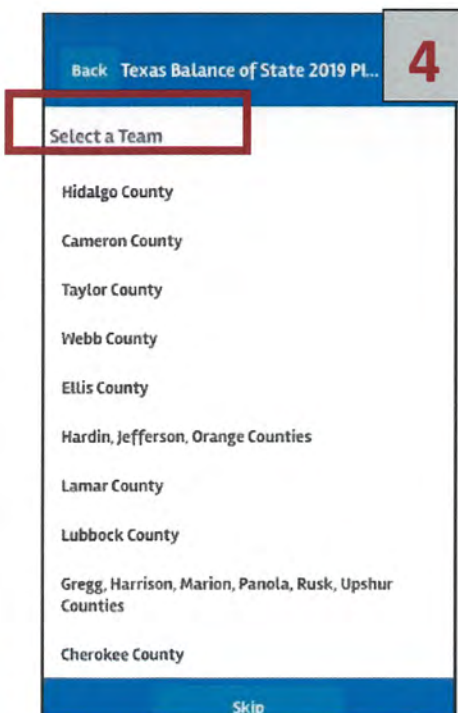 Back Texas Balance of State 2019 Pl...
4
Select a Team
Hidalgo County
Cameron County
Taylor County
Webb County
Ellis County
Hardin, Jefferson, Orange Counties
Lamar County
Lubbock County
Gregg, Harrison, Marion, Panola, Rusk, Upshur
Counties
Cherokee County
Skip